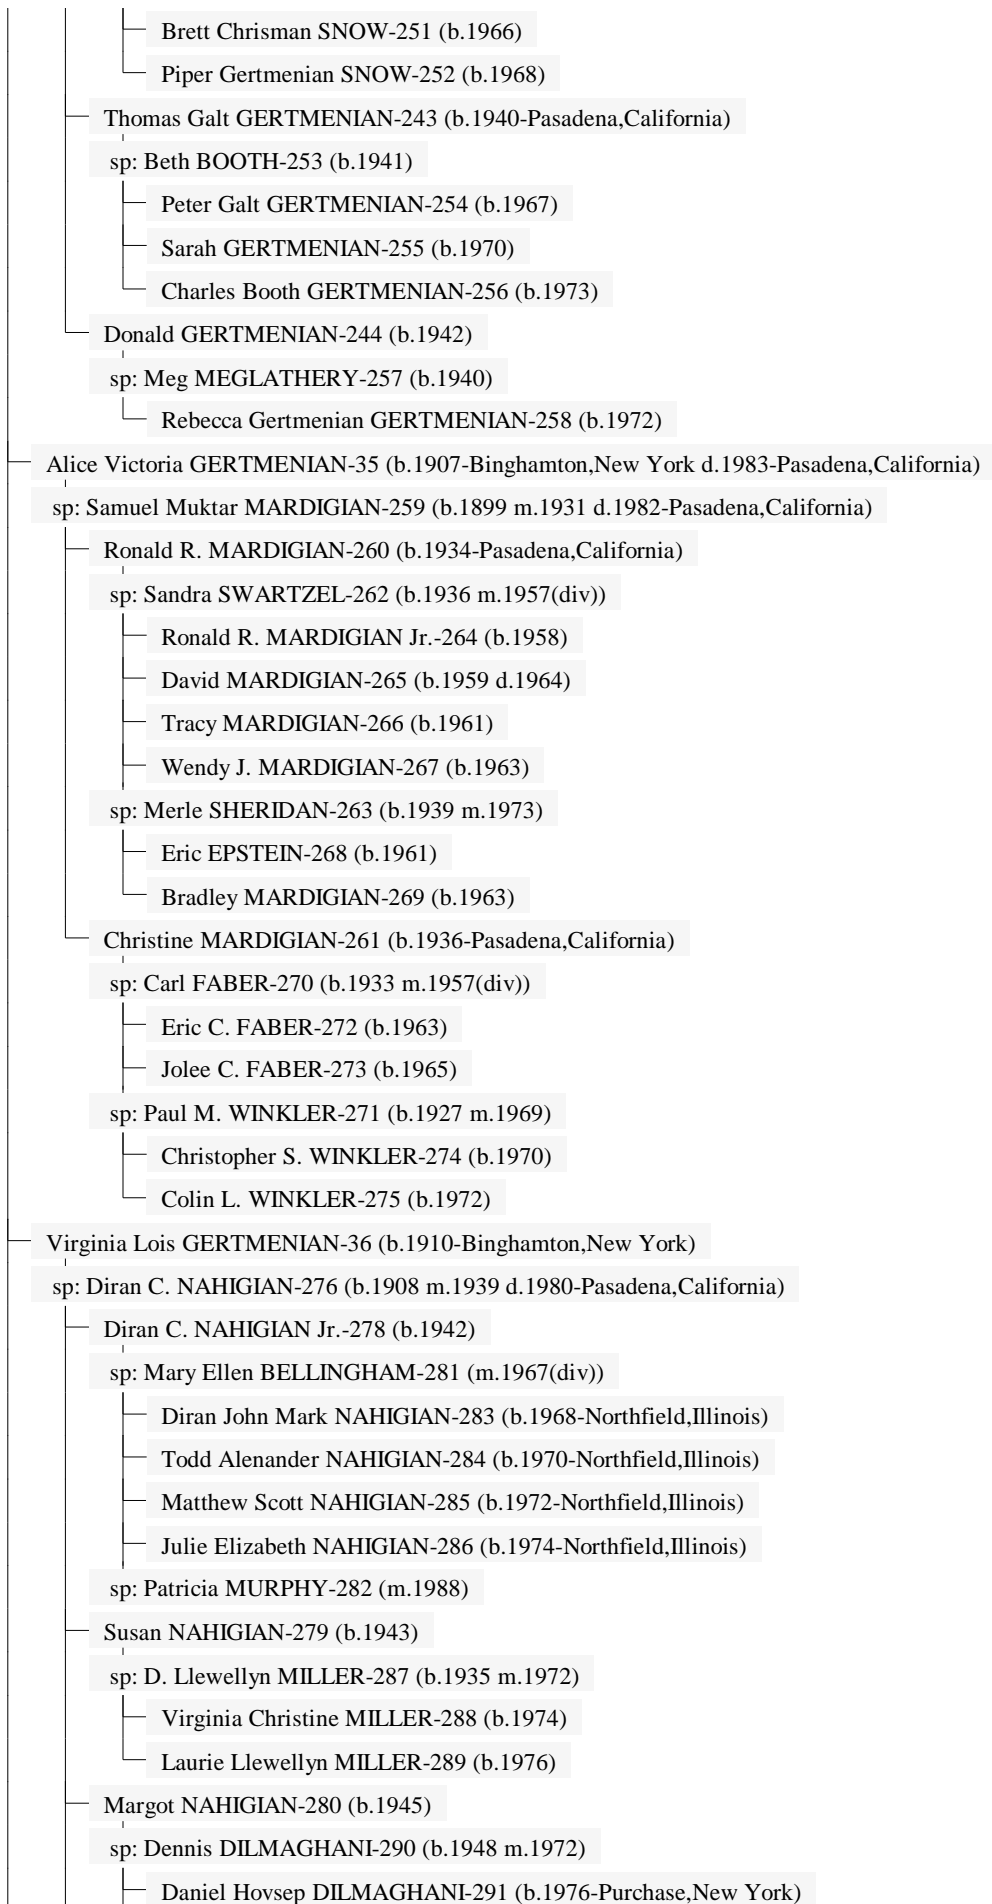 Brett Chrisman SNOW-251 (b.1966)
Piper Gertmenian SNOW-252 (b.1968)
Thomas Galt GERTMENIAN-243 (b.1940-Pasadena,California)
sp: Beth BOOTH-253 (b.1941)
Peter Galt GERTMENIAN-254 (b.1967)
Sarah GERTMENIAN-255 (b.1970)
Charles Booth GERTMENIAN-256 (b.1973)
Donald GERTMENIAN-244 (b.1942)
sp: Meg MEGLATHERY-257 (b.1940)
Rebecca Gertmenian GERTMENIAN-258 (b.1972)
Alice Victoria GERTMENIAN-35 (b.1907-Binghamton,New York d.1983-Pasadena,California)
sp: Samuel Muktar MARDIGIAN-259 (b.1899 m.1931 d.1982-Pasadena,California)
Ronald R. MARDIGIAN-260 (b.1934-Pasadena,California)
sp: Sandra SWARTZEL-262 (b.1936 m.1957(div))
Ronald R. MARDIGIAN Jr.-264 (b.1958)
David MARDIGIAN-265 (b.1959 d.1964)
Tracy MARDIGIAN-266 (b.1961)
Wendy J. MARDIGIAN-267 (b.1963)
sp: Merle SHERIDAN-263 (b.1939 m.1973)
Eric EPSTEIN-268 (b.1961)
Bradley MARDIGIAN-269 (b.1963)
Christine MARDIGIAN-261 (b.1936-Pasadena,California)
sp: Carl FABER-270 (b.1933 m.1957(div))
Eric C. FABER-272 (b.1963)
Jolee C. FABER-273 (b.1965)
sp: Paul M. WINKLER-271 (b.1927 m.1969)
Christopher S. WINKLER-274 (b.1970)
Colin L. WINKLER-275 (b.1972)
Virginia Lois GERTMENIAN-36 (b.1910-Binghamton,New York)
sp: Diran C. NAHIGIAN-276 (b.1908 m.1939 d.1980-Pasadena,California)
Diran C. NAHIGIAN Jr.-278 (b.1942)
sp: Mary Ellen BELLINGHAM-281 (m.1967(div))
Diran John Mark NAHIGIAN-283 (b.1968-Northfield,Illinois)
Todd Alenander NAHIGIAN-284 (b.1970-Northfield,Illinois)
Matthew Scott NAHIGIAN-285 (b.1972-Northfield,Illinois)
Julie Elizabeth NAHIGIAN-286 (b.1974-Northfield,Illinois)
sp: Patricia MURPHY-282 (m.1988)
Susan NAHIGIAN-279 (b.1943)
sp: D. Llewellyn MILLER-287 (b.1935 m.1972)
Virginia Christine MILLER-288 (b.1974)
Laurie Llewellyn MILLER-289 (b.1976)
Margot NAHIGIAN-280 (b.1945)
sp: Dennis DILMAGHANI-290 (b.1948 m.1972)
Daniel Hovsep DILMAGHANI-291 (b.1976-Purchase,New York)